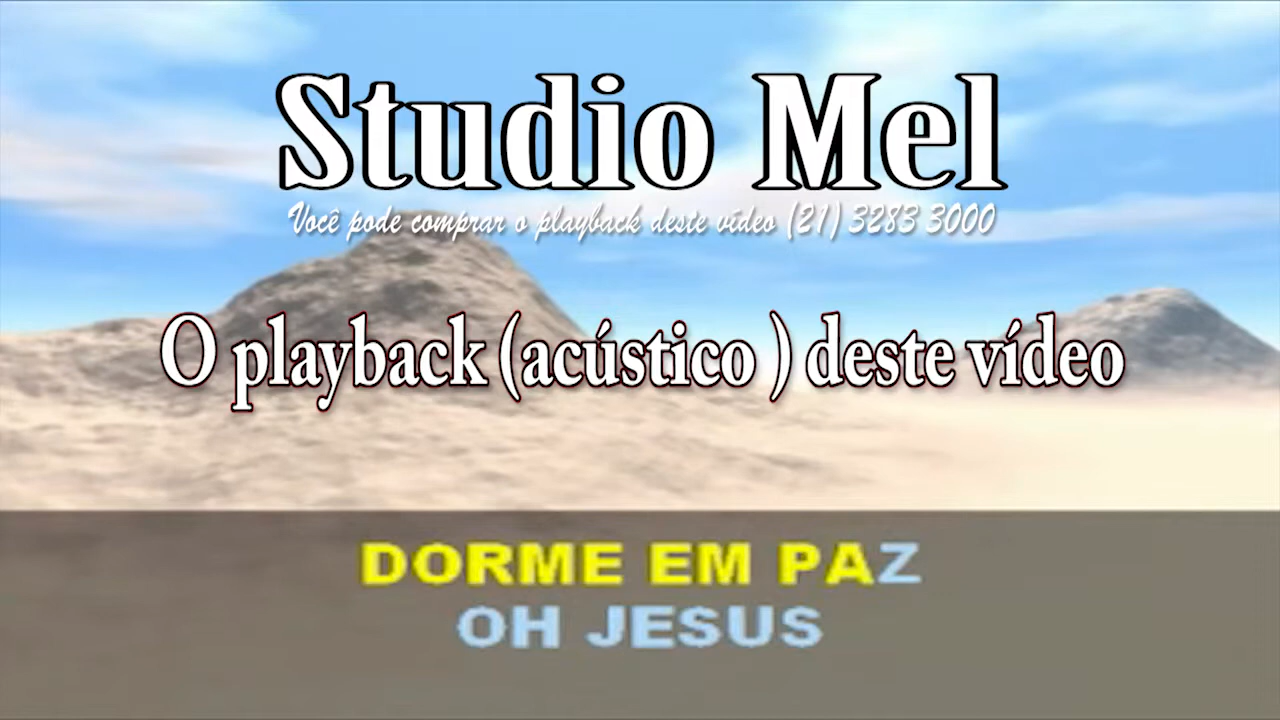 Studio Mel
Você pode comprar o playback deste vídeo (21) 3283 3000
O playback (acústico ) deste vídeo
DORME EM PAZ
OH JESUS